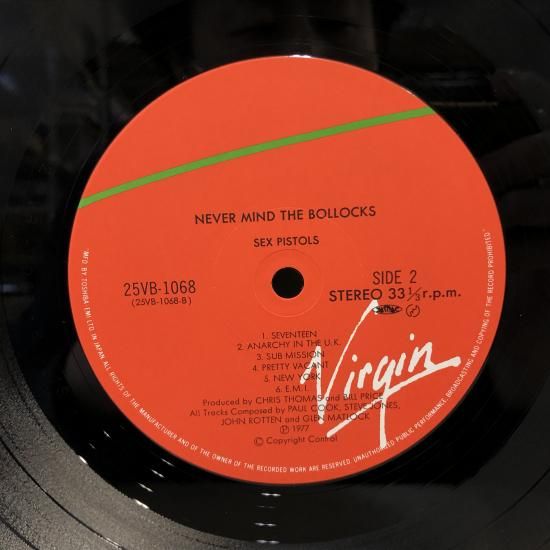 NEVER MIND THE BOLLOCKS
SEX PISTOLS
25VB-1068
(25VB-1068-B)
SIDE 2
STEREO 33 1/3 r.p.m.
1. SEVENTEEN
2. ANARCHY IN THE U.K.
3. SUB MISSION
4. PRETTY VACANT
5. NEW YORK
6. E.M.I.
Produced by CHRIS THOMAS and BILL PRICE
All Tracks Composed by PAUL COOK, STEVE JONES,
JOHN ROTTEN and GLEN MATLOCK
Ⓟ 1977
© Copyright Control
Virgin
MF'D BY TOSHIBA EMI LTD. IN JAPAN ALL RIGHTS OF THE MANUFACTURER AND OF THE OWNER OF THE RECORDED WORK ARE RESERVED. UNAUTHORIZED PUBLIC PERFORMANCE, BROADCASTING AND COPYING OF THE RECORD PROHIBITED.